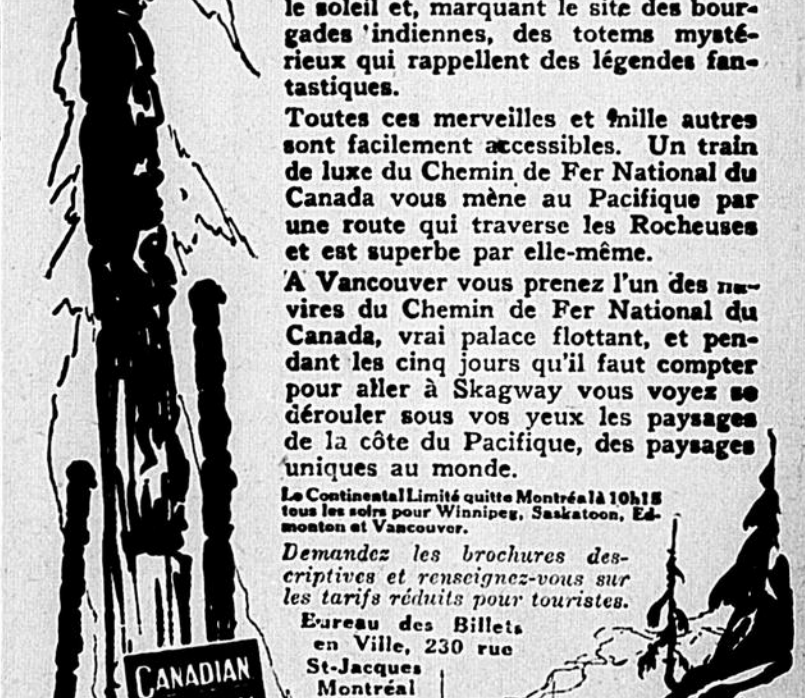 le soleil et, marquant le site des bour-
gades indiennes, des totems mysté-
rieux qui rappellent des légendes fan-
tastiques.
Toutes ces merveilles et mille autres
sont facilement accessibles. Un train
de luxe du Chemin de Fer National du
Canada vous mène au Pacifique par
une route qui traverse les Rocheuses
et est superbe par elle-même.
A Vancouver vous prenez l'un des na-
vires du Chemin de Fer National du
Canada, vrai palace flottant, et pen-
dant les cinq jours qu'il faut compter
pour aller à Skagway vous voyez se
dérouler sous vos yeux les paysages
de la côte du Pacifique, des paysages
uniques au monde.
Le Continental Limité quitte Montréal à 10h15
tous les soirs pour Winnipeg, Saskatoon, Ed-
monton et Vancouver.
Demandez les brochures des-
criptives et renseignez-vous sur
les tarifs réduits pour touristes.
Bureau des Billets
en Ville, 230 rue
St-Jacques
Montréal
CANADIAN